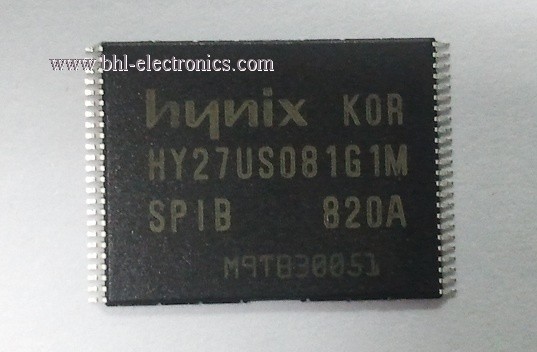 www.bhl-electronics.com
hynix KOR
HY27US081G1M
SPIB 820A
M9TB30051